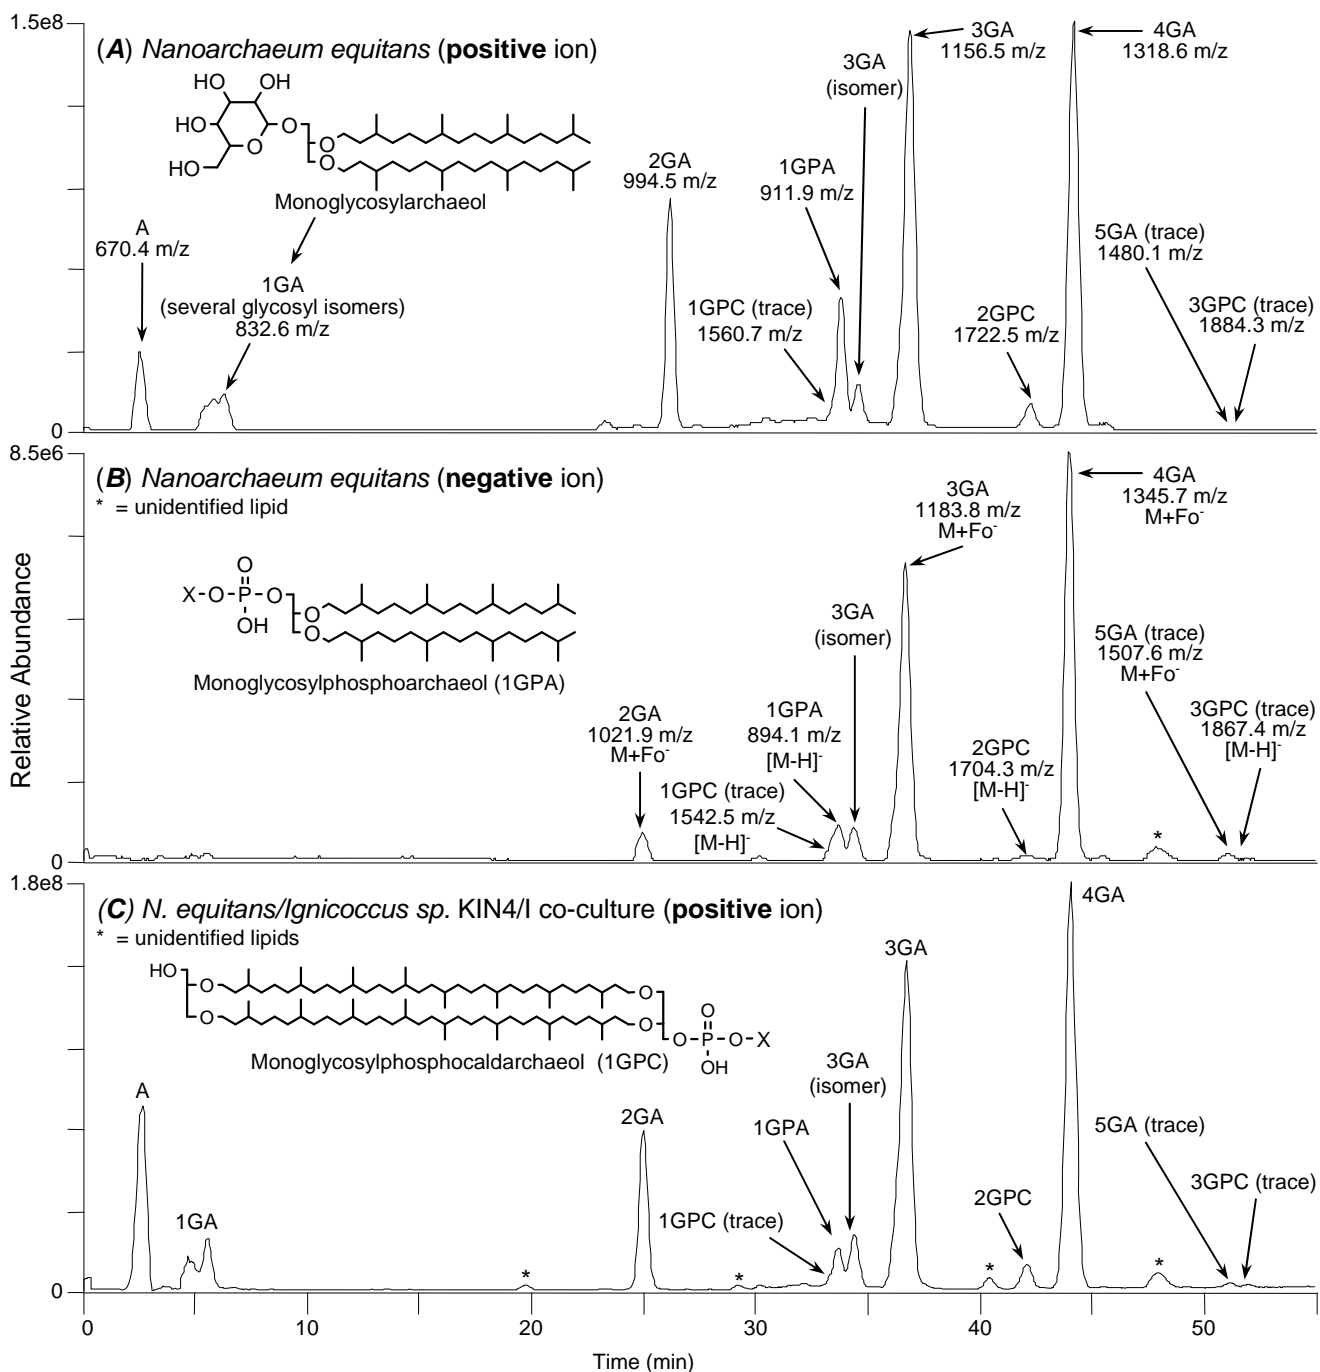 1.5e8
(A) Nanoarchaeum equitans (positive ion)
HO
OH
HO
HO
O
O
O
O
Monoglycosylarchaeol
A
670.4 m/z
1GA
(several glycosyl isomers)
832.6 m/z
2GA
994.5 m/z
1GPC (trace)
1560.7 m/z
1GPA
911.9 m/z
3GA
(isomer)
3GA
1156.5 m/z
2GPC
1722.5 m/z
4GA
1318.6 m/z
5GA (trace)
1480.1 m/z
3GPC (trace)
1884.3 m/z
0
8.5e6
(B) Nanoarchaeum equitans (negative ion)
* = unidentified lipid
O
X-O-P-O
OH
O
O
Monoglycosylphosphoarchaeol (1GPA)
2GA
1021.9 m/z
M+Fo-
1GPC (trace)
1542.5 m/z
[M-H]-
1GPA
894.1 m/z
[M-H]-
3GA
(isomer)
3GA
1183.8 m/z
M+Fo-
2GPC
1704.3 m/z
[M-H]-
4GA
1345.7 m/z
M+Fo-
*
5GA (trace)
1507.6 m/z
M+Fo-
3GPC (trace)
1867.4 m/z
[M-H]-
0
Relative Abundance
1.8e8
(C) N. equitans/Ignicoccus sp. KIN4/I co-culture (positive ion)
* = unidentified lipids
HO
O
O
O
O
O
O-P-O-X
OH
Monoglycosylphosphocaldarchaeol (1GPC)
A
1GA
*
2GA
*
1GPC (trace)
1GPA
3GA
(isomer)
3GA
*
2GPC
4GA
*
5GA (trace)
3GPC (trace)
0
0 10 20 30 40 50
Time (min)